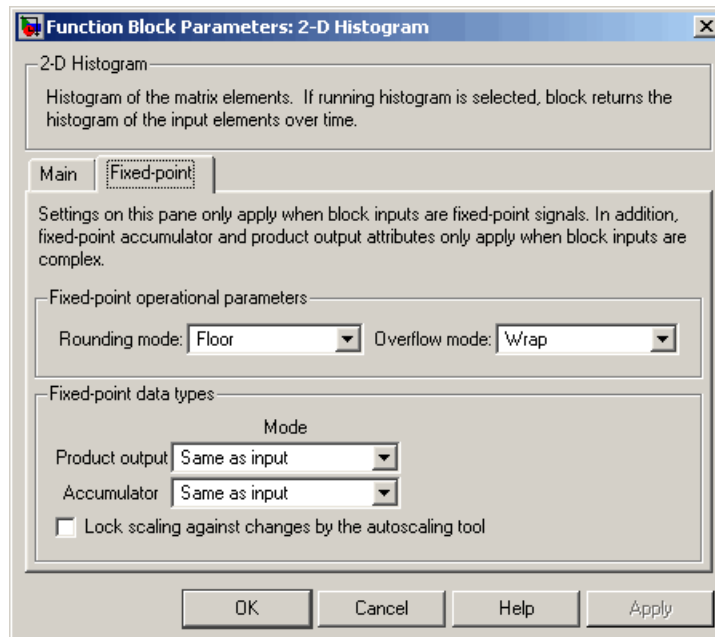 Function Block Parameters: 2-D Histogram
2-D Histogram
Histogram of the matrix elements.  If running histogram is selected, block returns the
histogram of the input elements over time.
Main
Fixed-point
Settings on this pane only apply when block inputs are fixed-point signals. In addition,
fixed-point accumulator and product output attributes only apply when block inputs are
complex.
Fixed-point operational parameters
Rounding mode: Floor Overflow mode: Wrap
Fixed-point data types
Mode
Product output Same as input
Accumulator Same as input
Lock scaling against changes by the autoscaling tool
OK Cancel Help Apply